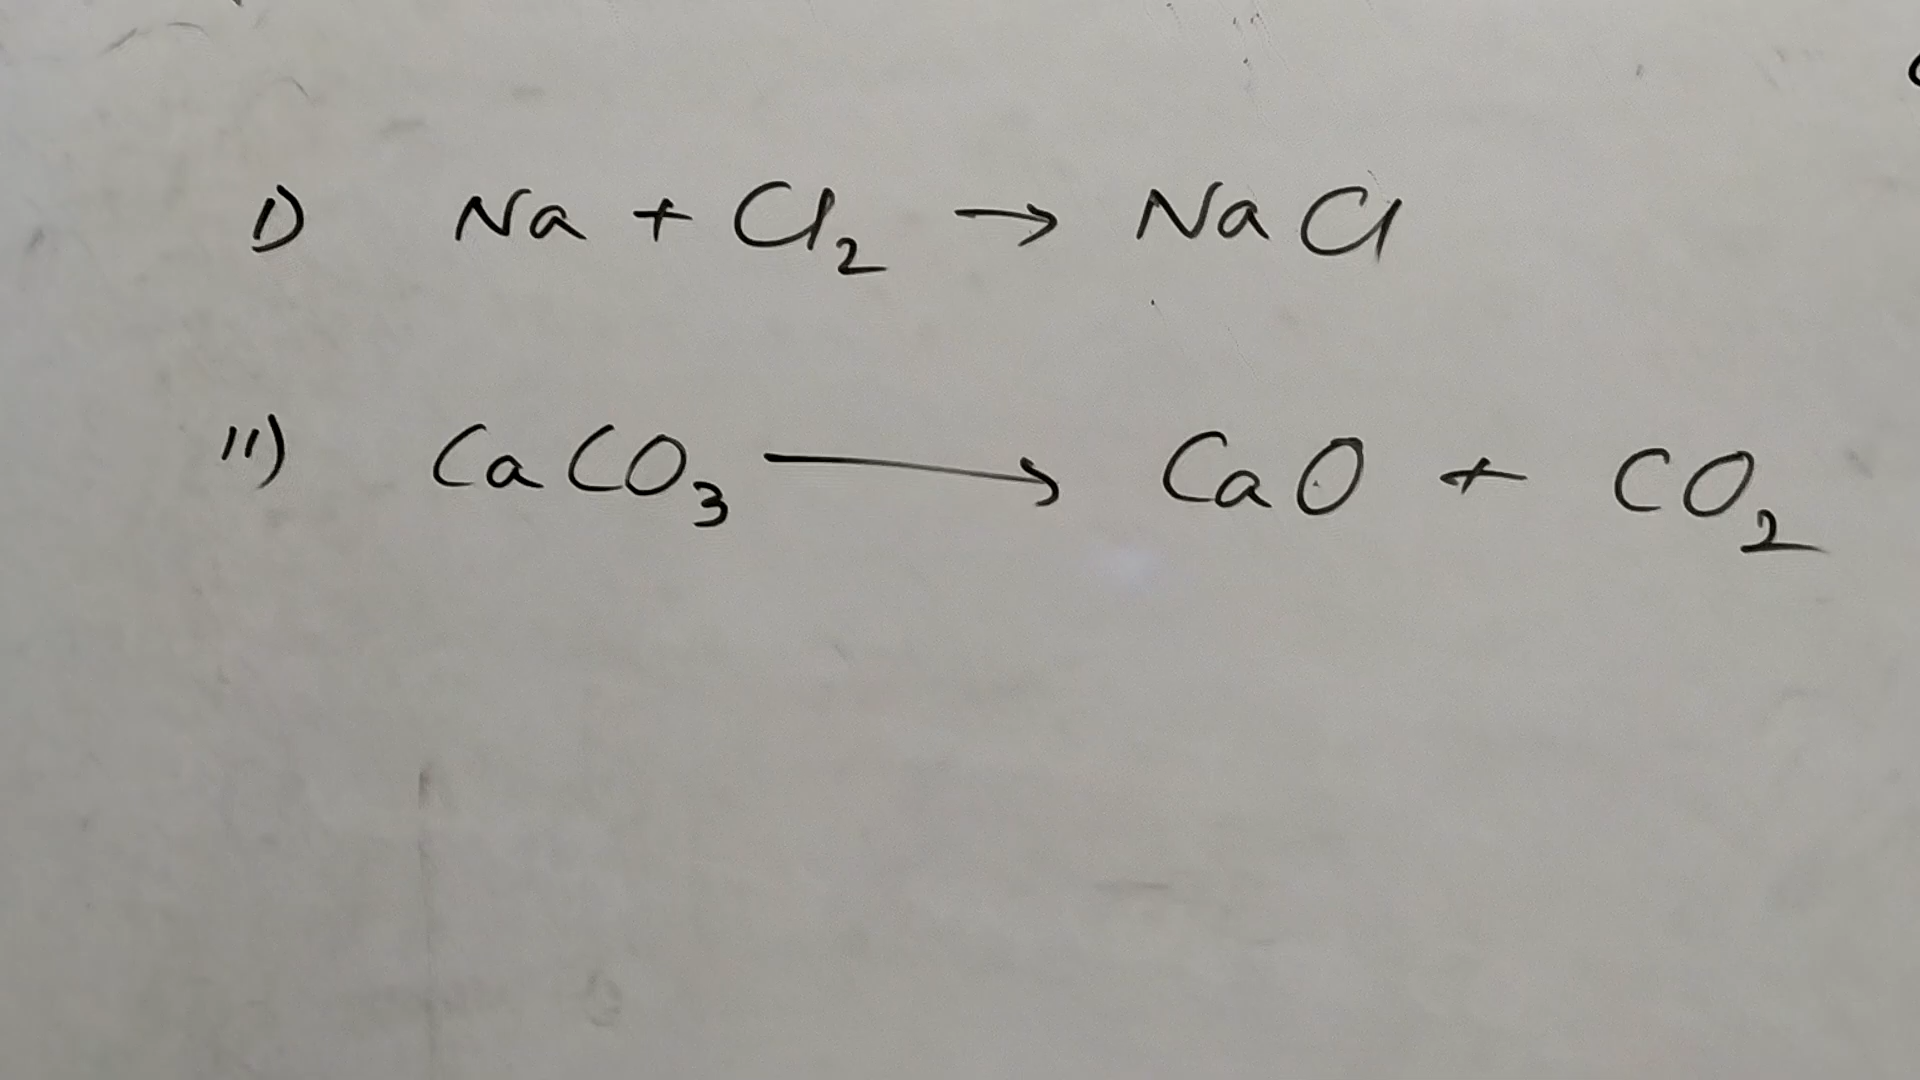 I) Na + Cl₂ → NaCl
II) CaCO₃ → CaO + CO₂